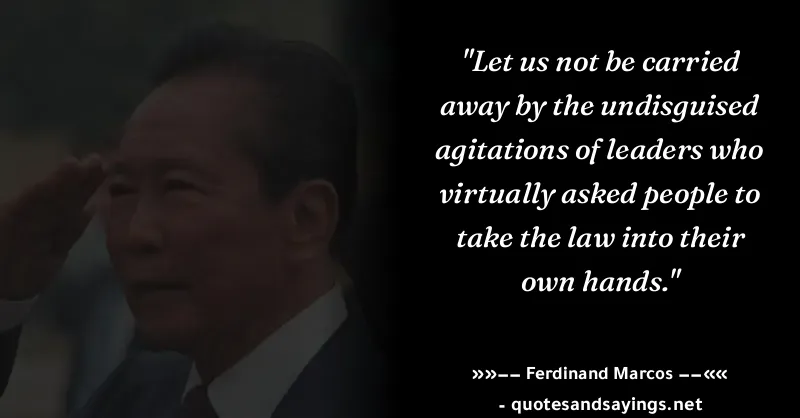 "Let us not be carried
away by the undisguised
agitations of leaders who
virtually asked people to
take the law into their
own hands."
»»−− Ferdinand Marcos −−««
- quotesandsayings.net